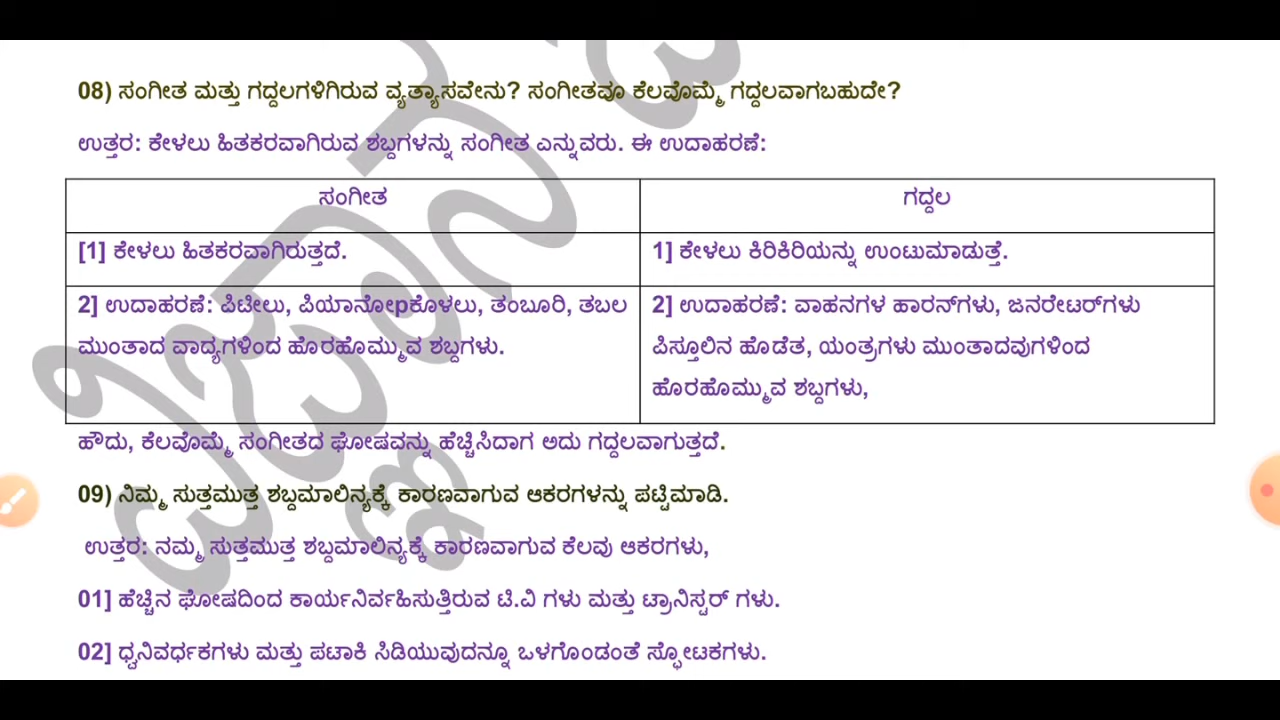 08) ಸಂಗೀತ ಮತ್ತು ಗದ್ದಲಗಳಿಗಿರುವ ವ್ಯತ್ಯಾಸವೇನು? ಸಂಗೀತವೂ ಕೆಲವೊಮ್ಮೆ ಗದ್ದಲವಾಗಬಹುದೇ?
ಉತ್ತರ: ಕೇಳಲು ಹಿತಕರವಾಗಿರುವ ಶಬ್ದಗಳನ್ನು ಸಂಗೀತ ಎನ್ನುವರು. ಈ ಉದಾಹರಣೆ:
ಸಂಗೀತ
ಗದ್ದಲ
[1] ಕೇಳಲು ಹಿತಕರವಾಗಿರುತ್ತದೆ.
1] ಕೇಳಲು ಕಿರಿಕಿರಿಯನ್ನು ಉಂಟುಮಾಡುತ್ತೆ.
2] ಉದಾಹರಣೆ: ಪಿಟೀಲು, ಪಿಯಾನೋpಕೊಳಲು, ತಂಬೂರಿ, ತಬಲ
ಮುಂತಾದ ವಾದ್ಯಗಳಿಂದ ಹೊರಹೊಮ್ಮುವ ಶಬ್ದಗಳು.
2] ಉದಾಹರಣೆ: ವಾಹನಗಳ ಹಾರನ್‌ಗಳು, ಜನರೇಟರ್‌ಗಳು
ಪಿಸ್ತೂಲಿನ ಹೊಡೆತ, ಯಂತ್ರಗಳು ಮುಂತಾದವುಗಳಿಂದ
ಹೊರಹೊಮ್ಮುವ ಶಬ್ದಗಳು,
ಹೌದು, ಕೆಲವೊಮ್ಮೆ ಸಂಗೀತದ ಘೋಷವನ್ನು ಹೆಚ್ಚಿಸಿದಾಗ ಅದು ಗದ್ದಲವಾಗುತ್ತದೆ.
09) ನಿಮ್ಮ ಸುತ್ತಮುತ್ತ ಶಬ್ದಮಾಲಿನ್ಯಕ್ಕೆ ಕಾರಣವಾಗುವ ಆಕರಗಳನ್ನು ಪಟ್ಟಿಮಾಡಿ.
ಉತ್ತರ: ನಮ್ಮ ಸುತ್ತಮುತ್ತ ಶಬ್ದಮಾಲಿನ್ಯಕ್ಕೆ ಕಾರಣವಾಗುವ ಕೆಲವು ಆಕರಗಳು,
01] ಹೆಚ್ಚಿನ ಘೋಷದಿಂದ ಕಾರ್ಯನಿರ್ವಹಿಸುತ್ತಿರುವ ಟಿ.ವಿ ಗಳು ಮತ್ತು ಟ್ರಾನಿಸ್ಟರ್ ಗಳು.
02] ಧ್ವನಿವರ್ಧಕಗಳು ಮತ್ತು ಪಟಾಕಿ ಸಿಡಿಯುವುದನ್ನೂ ಒಳಗೊಂಡಂತೆ ಸ್ಫೋಟಕಗಳು.